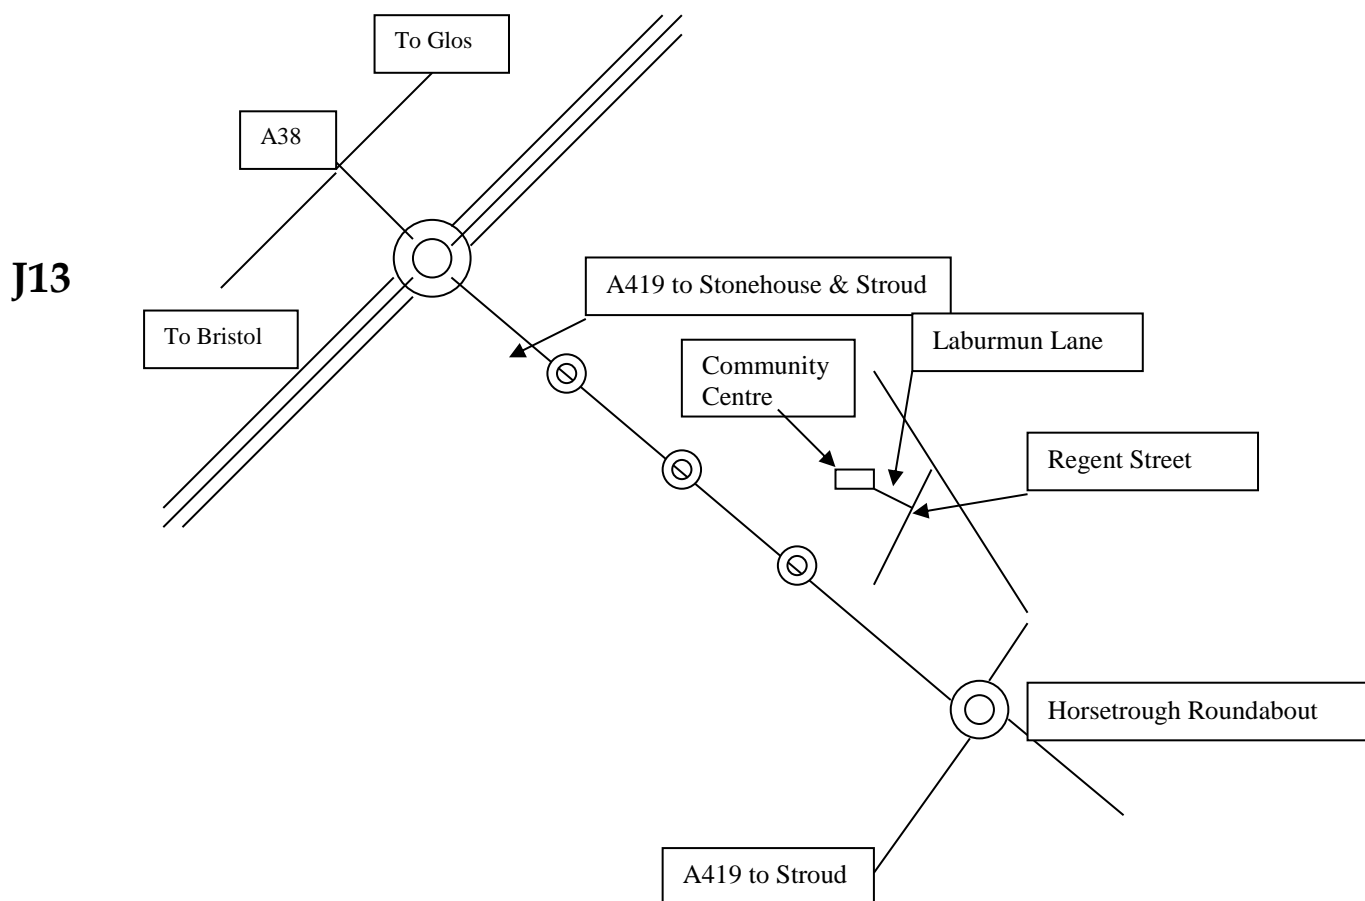 To Glos
A38
J13
A419 to Stonehouse & Stroud
To Bristol
Laburmun Lane
Community
Centre
Regent Street
Horsetrough Roundabout
A419 to Stroud